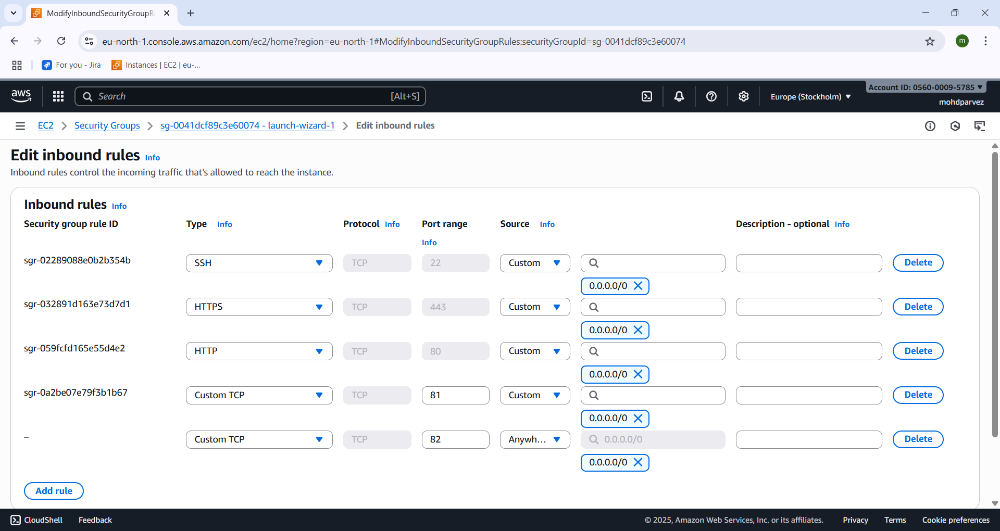 ModifyInboundSecurityGroupR
eu-north-1.console.aws.amazon.com/ec2/home?region=eu-north-1#ModifyInboundSecurityGroupRules:securityGroupId=sg-0041dcf89c3e60074
m
For you - Jira
Instances | EC2 | eu-...
aws
Search
[Alt+S]
Europe (Stockholm)
Account ID: 0560-0009-5785
mohdparvez
EC2
Security Groups
sg-0041dcf89c3e60074 - launch-wizard-1
Edit inbound rules
Edit inbound rules Info
Inbound rules control the incoming traffic that's allowed to reach the instance.
Inbound rules Info
Security group rule ID
Type Info
Protocol Info
Port range
Info
Source Info
Description - optional Info
sgr-02289088e0b2b354b
SSH
TCP
22
Custom
Delete
0.0.0.0/0
sgr-032891d163e73d7d1
HTTPS
TCP
443
Custom
Delete
0.0.0.0/0
sgr-059fcfd165e55d4e2
HTTP
TCP
80
Custom
Delete
0.0.0.0/0
sgr-0a2be07e79f3b1b67
Custom TCP
TCP
81
Custom
Delete
0.0.0.0/0
–
Custom TCP
TCP
82
Anywh...
0.0.0.0/0
Delete
0.0.0.0/0
Add rule
CloudShell
Feedback
© 2025, Amazon Web Services, Inc. or its affiliates.
Privacy
Terms
Cookie preferences